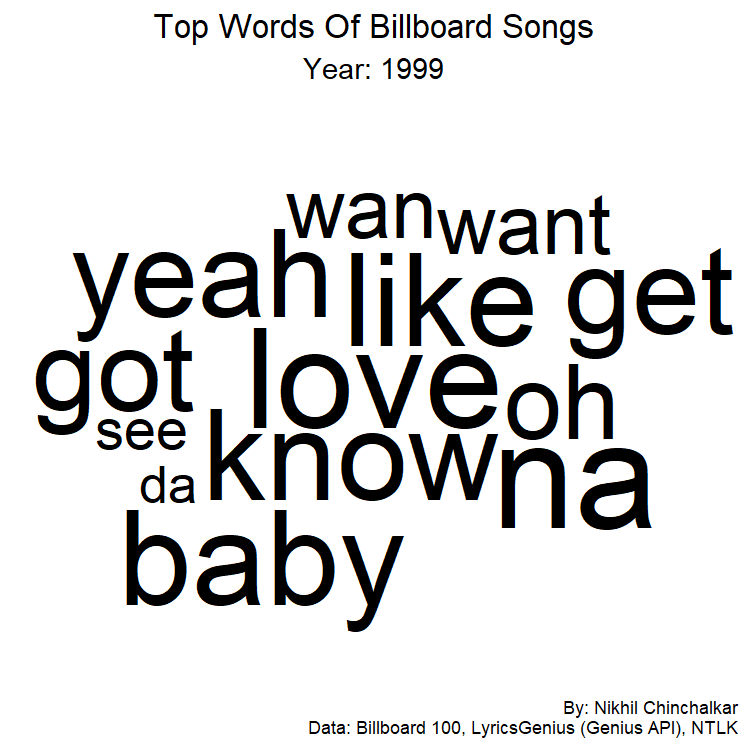 Top Words Of Billboard Songs
Year: 1999
wan want
yeah like get
got love oh
see know na
da
baby
By: Nikhil Chinchalkar
Data: Billboard 100, LyricsGenius (Genius API), NTLK